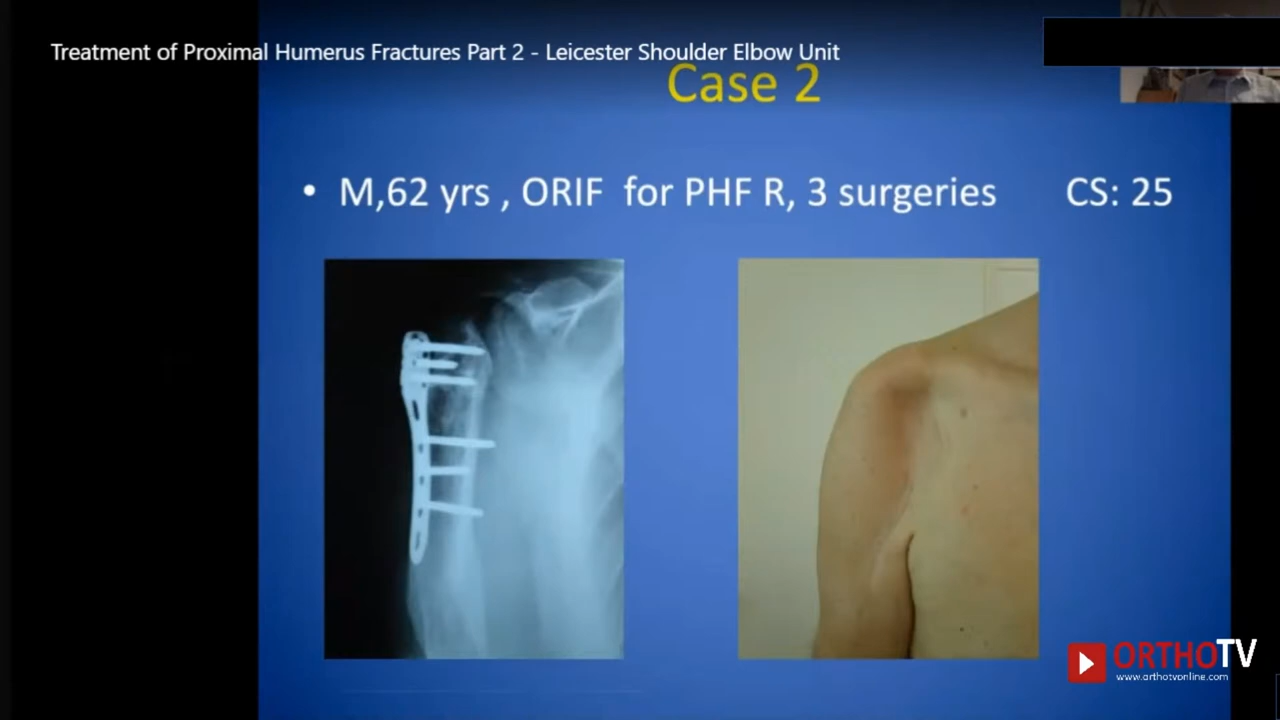 Treatment of Proximal Humerus Fractures Part 2 - Leicester Shoulder Elbow Unit
Case 2
• M,62 yrs , ORIF for PHF R, 3 surgeries CS: 25
ORTHOTV
www.orthotvonline.com